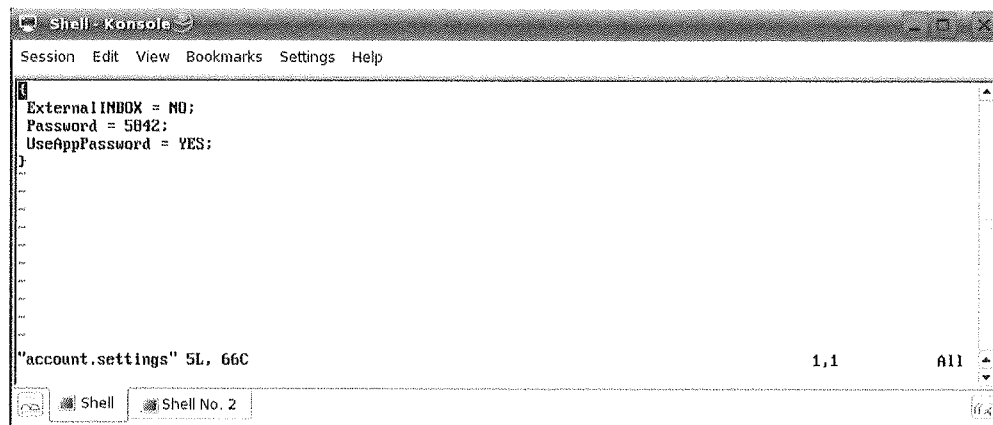 Shell - Konsole
Session Edit View Bookmarks Settings Help
{
ExternalINBOX = NO;
Password = 5842;
UseAppPassword = YES;
}
~
~
~
~
~
~
~
~
~
~
"account.settings" 5L, 66C 1,1 All
Shell Shell No. 2